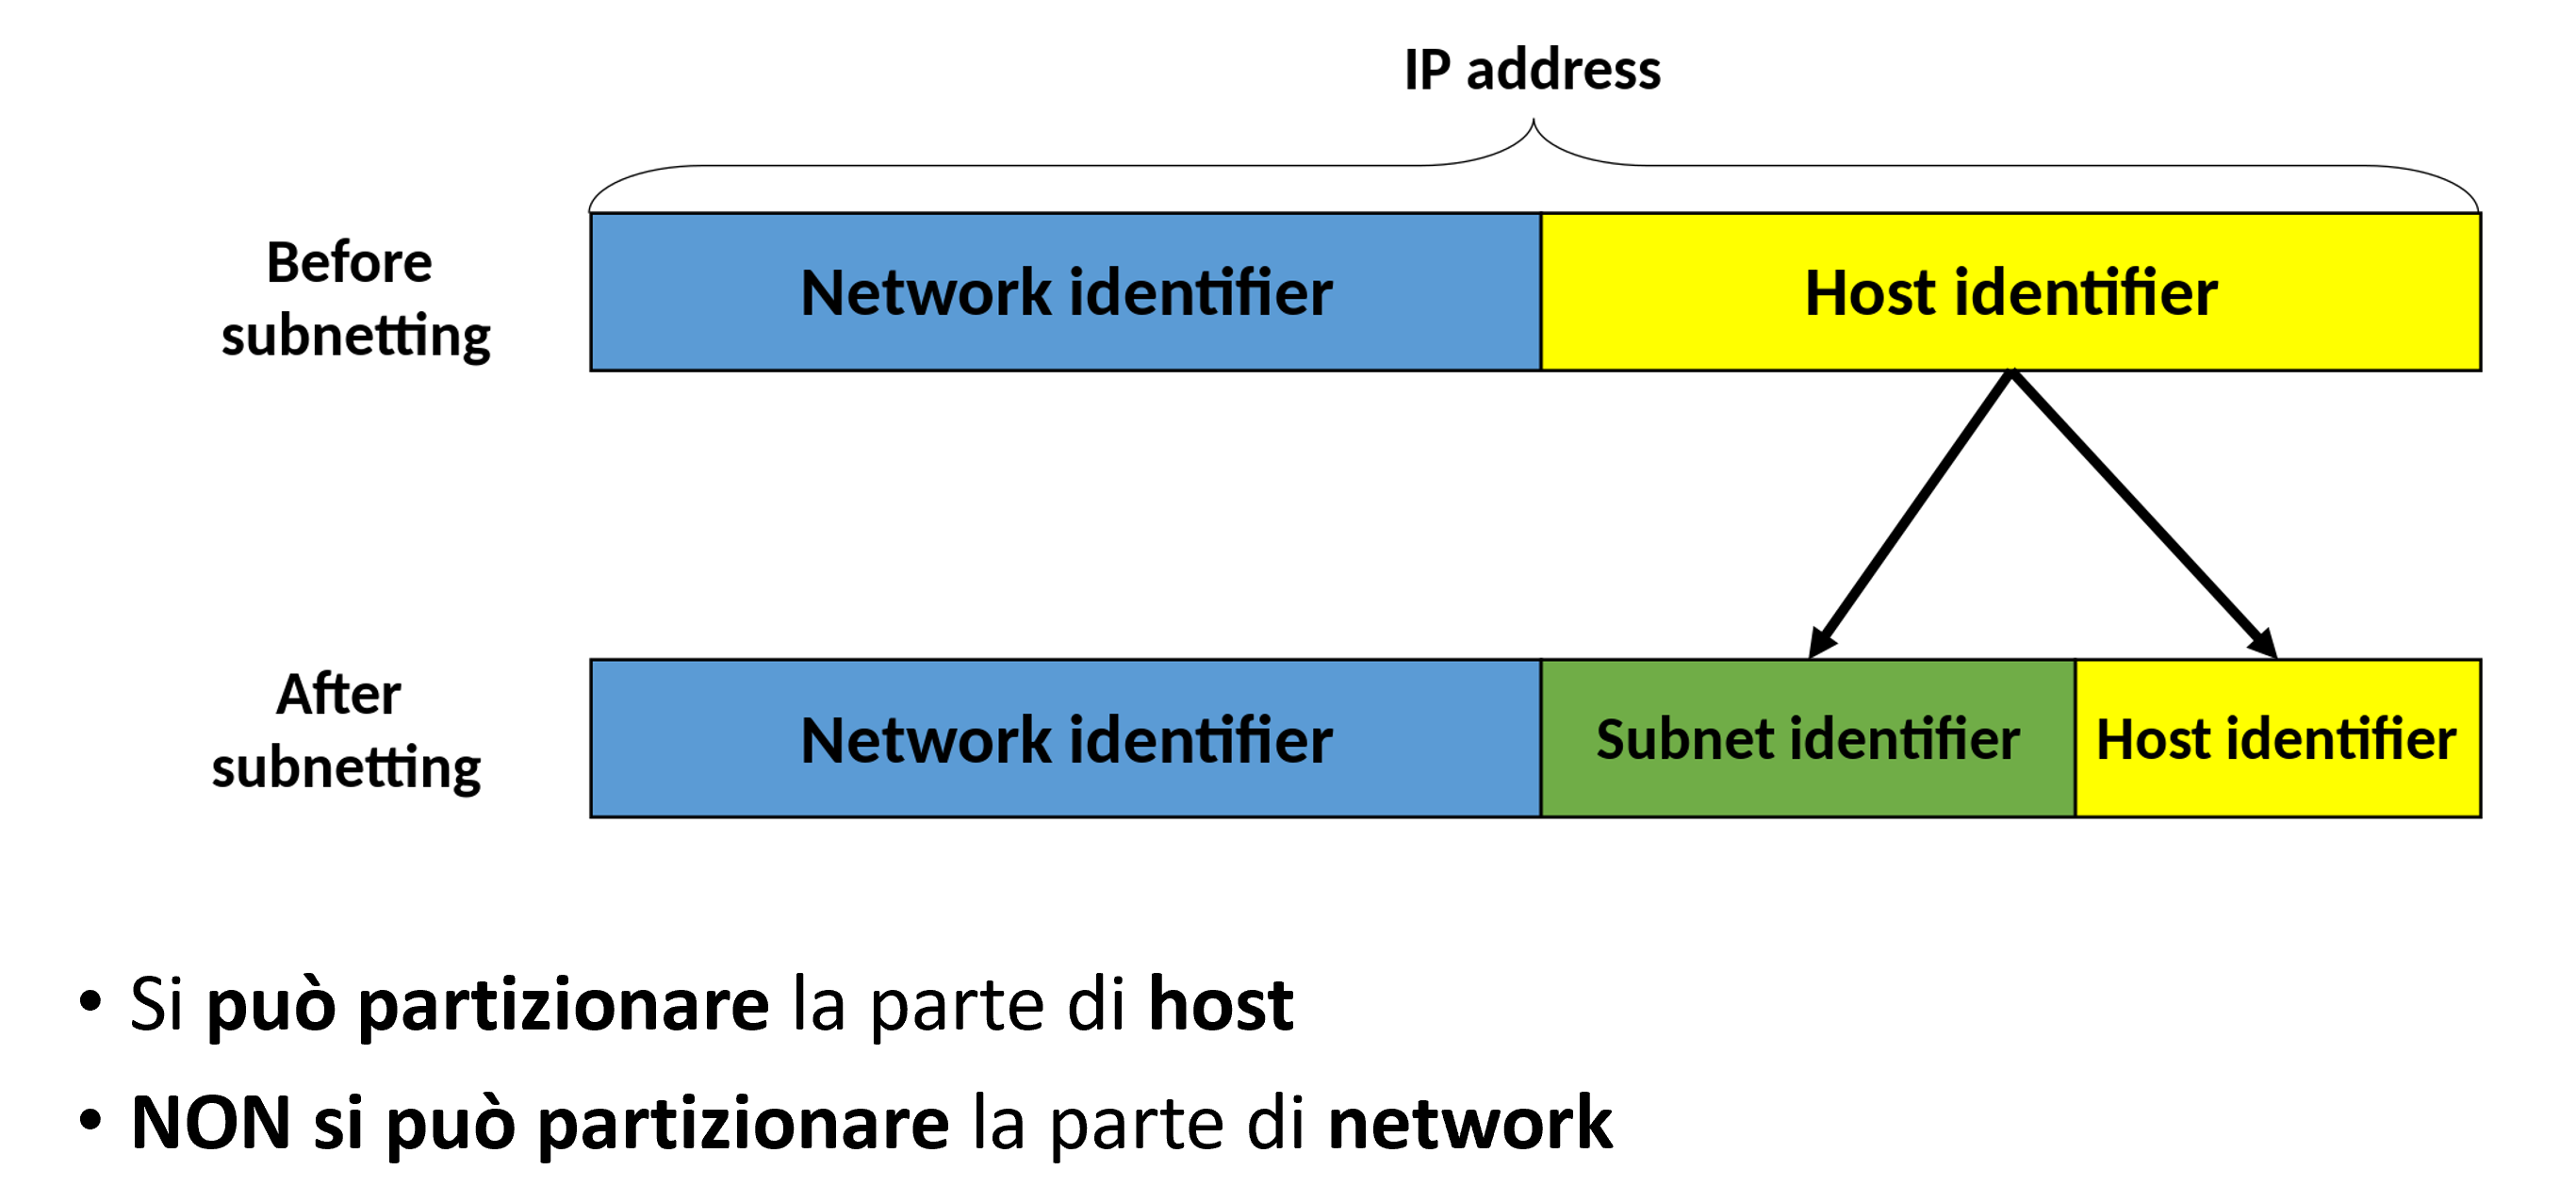 IP address
Before
subnetting
Network identifier
Host identifier
After
subnetting
Network identifier
Subnet identifier
Host identifier
• Si può partizionare la parte di host
• NON si può partizionare la parte di network